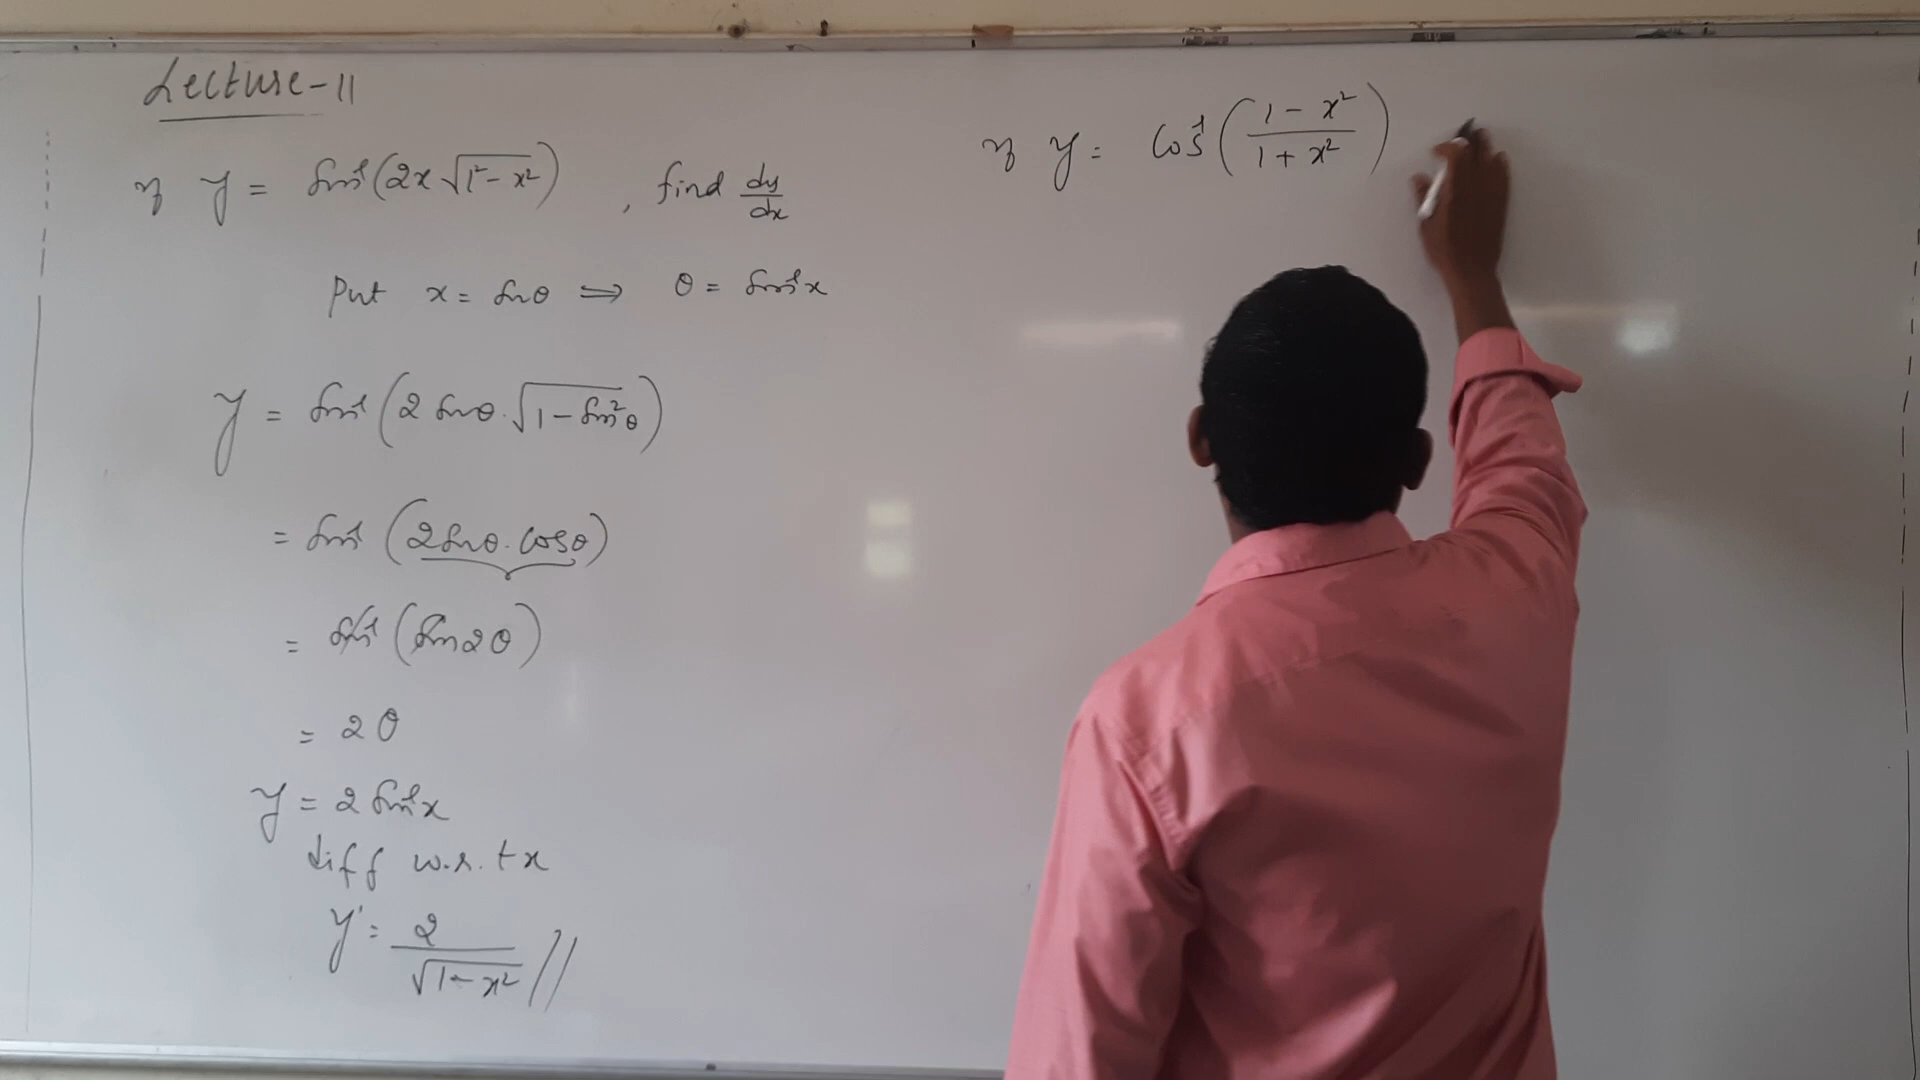 Lecture-11
If y = sin⁻¹(2x √(1² - x²)) , find dy/dx
Put x = sinθ ⇒ θ = sin⁻¹x
y = sin⁻¹(2 sinθ. √(1 - sin²θ))
= sin⁻¹(2sinθ. cosθ)
= sin⁻¹(sin2θ)
= 2θ
y = 2 sin⁻¹x
diff w.r.t x
y' = 2/√(1-x²) //
If y = Cos⁻¹((1 - x²)/(1 + x²))